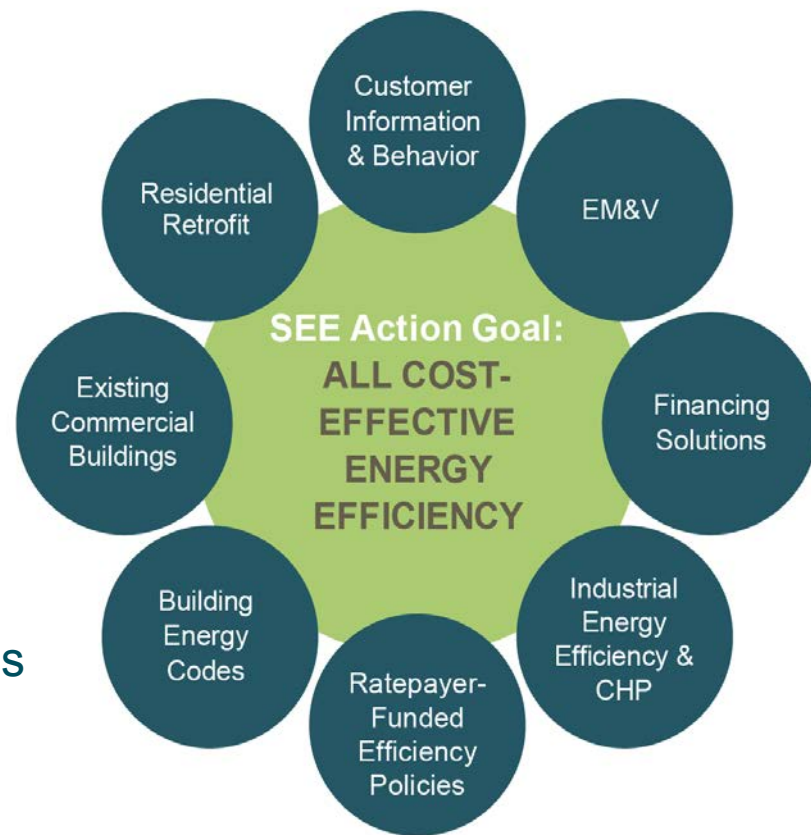 Customer
Information
& Behavior
EM&V
Financing
Solutions
Industrial
Energy
Efficiency &
CHP
Ratepayer-
Funded
Efficiency
Policies
Building
Energy
Codes
Existing
Commercial
Buildings
Residential
Retrofit
SEE Action Goal:
ALL COST-
EFFECTIVE
ENERGY
EFFICIENCY
s